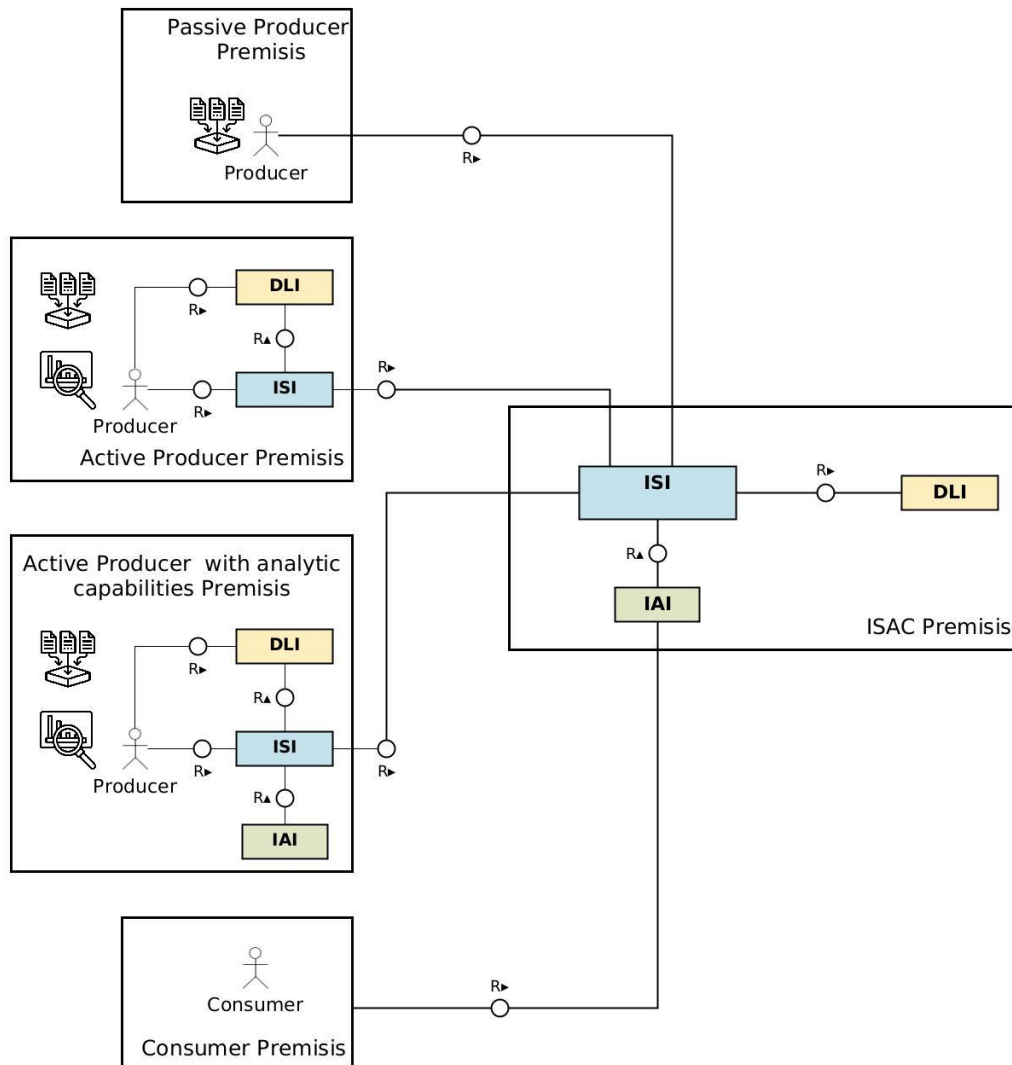 Passive Producer
Premisis
Producer
R▸
DLI
R▸
R▴
R▸
ISI
R▸
Producer
Active Producer Premisis
ISI
R▸
DLI
R▴
IAI
ISAC Premisis
Active Producer with analytic
capabilities Premisis
DLI
R▸
R▴
ISI
R▸
R▸
Producer
R▴
IAI
Consumer
R▸
Consumer Premisis